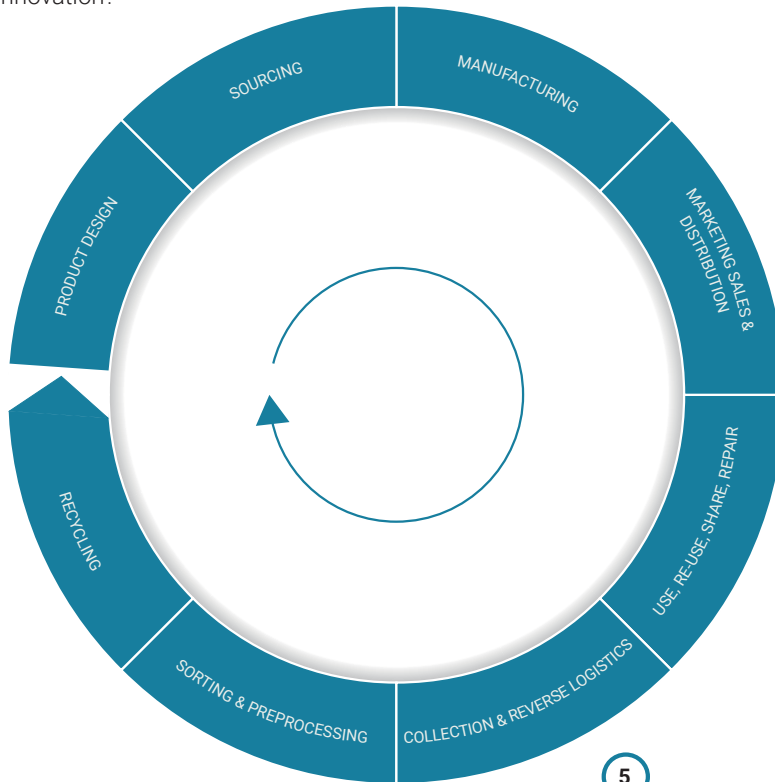 SOURCING
MANUFACTURING
MARKETING SALES &
DISTRIBUTION
USE, RE-USE, SHARE, REPAIR
COLLECTION & REVERSE LOGISTICS
SORTING & PREPROCESSING
RECYCLING
PRODUCT DESIGN
5